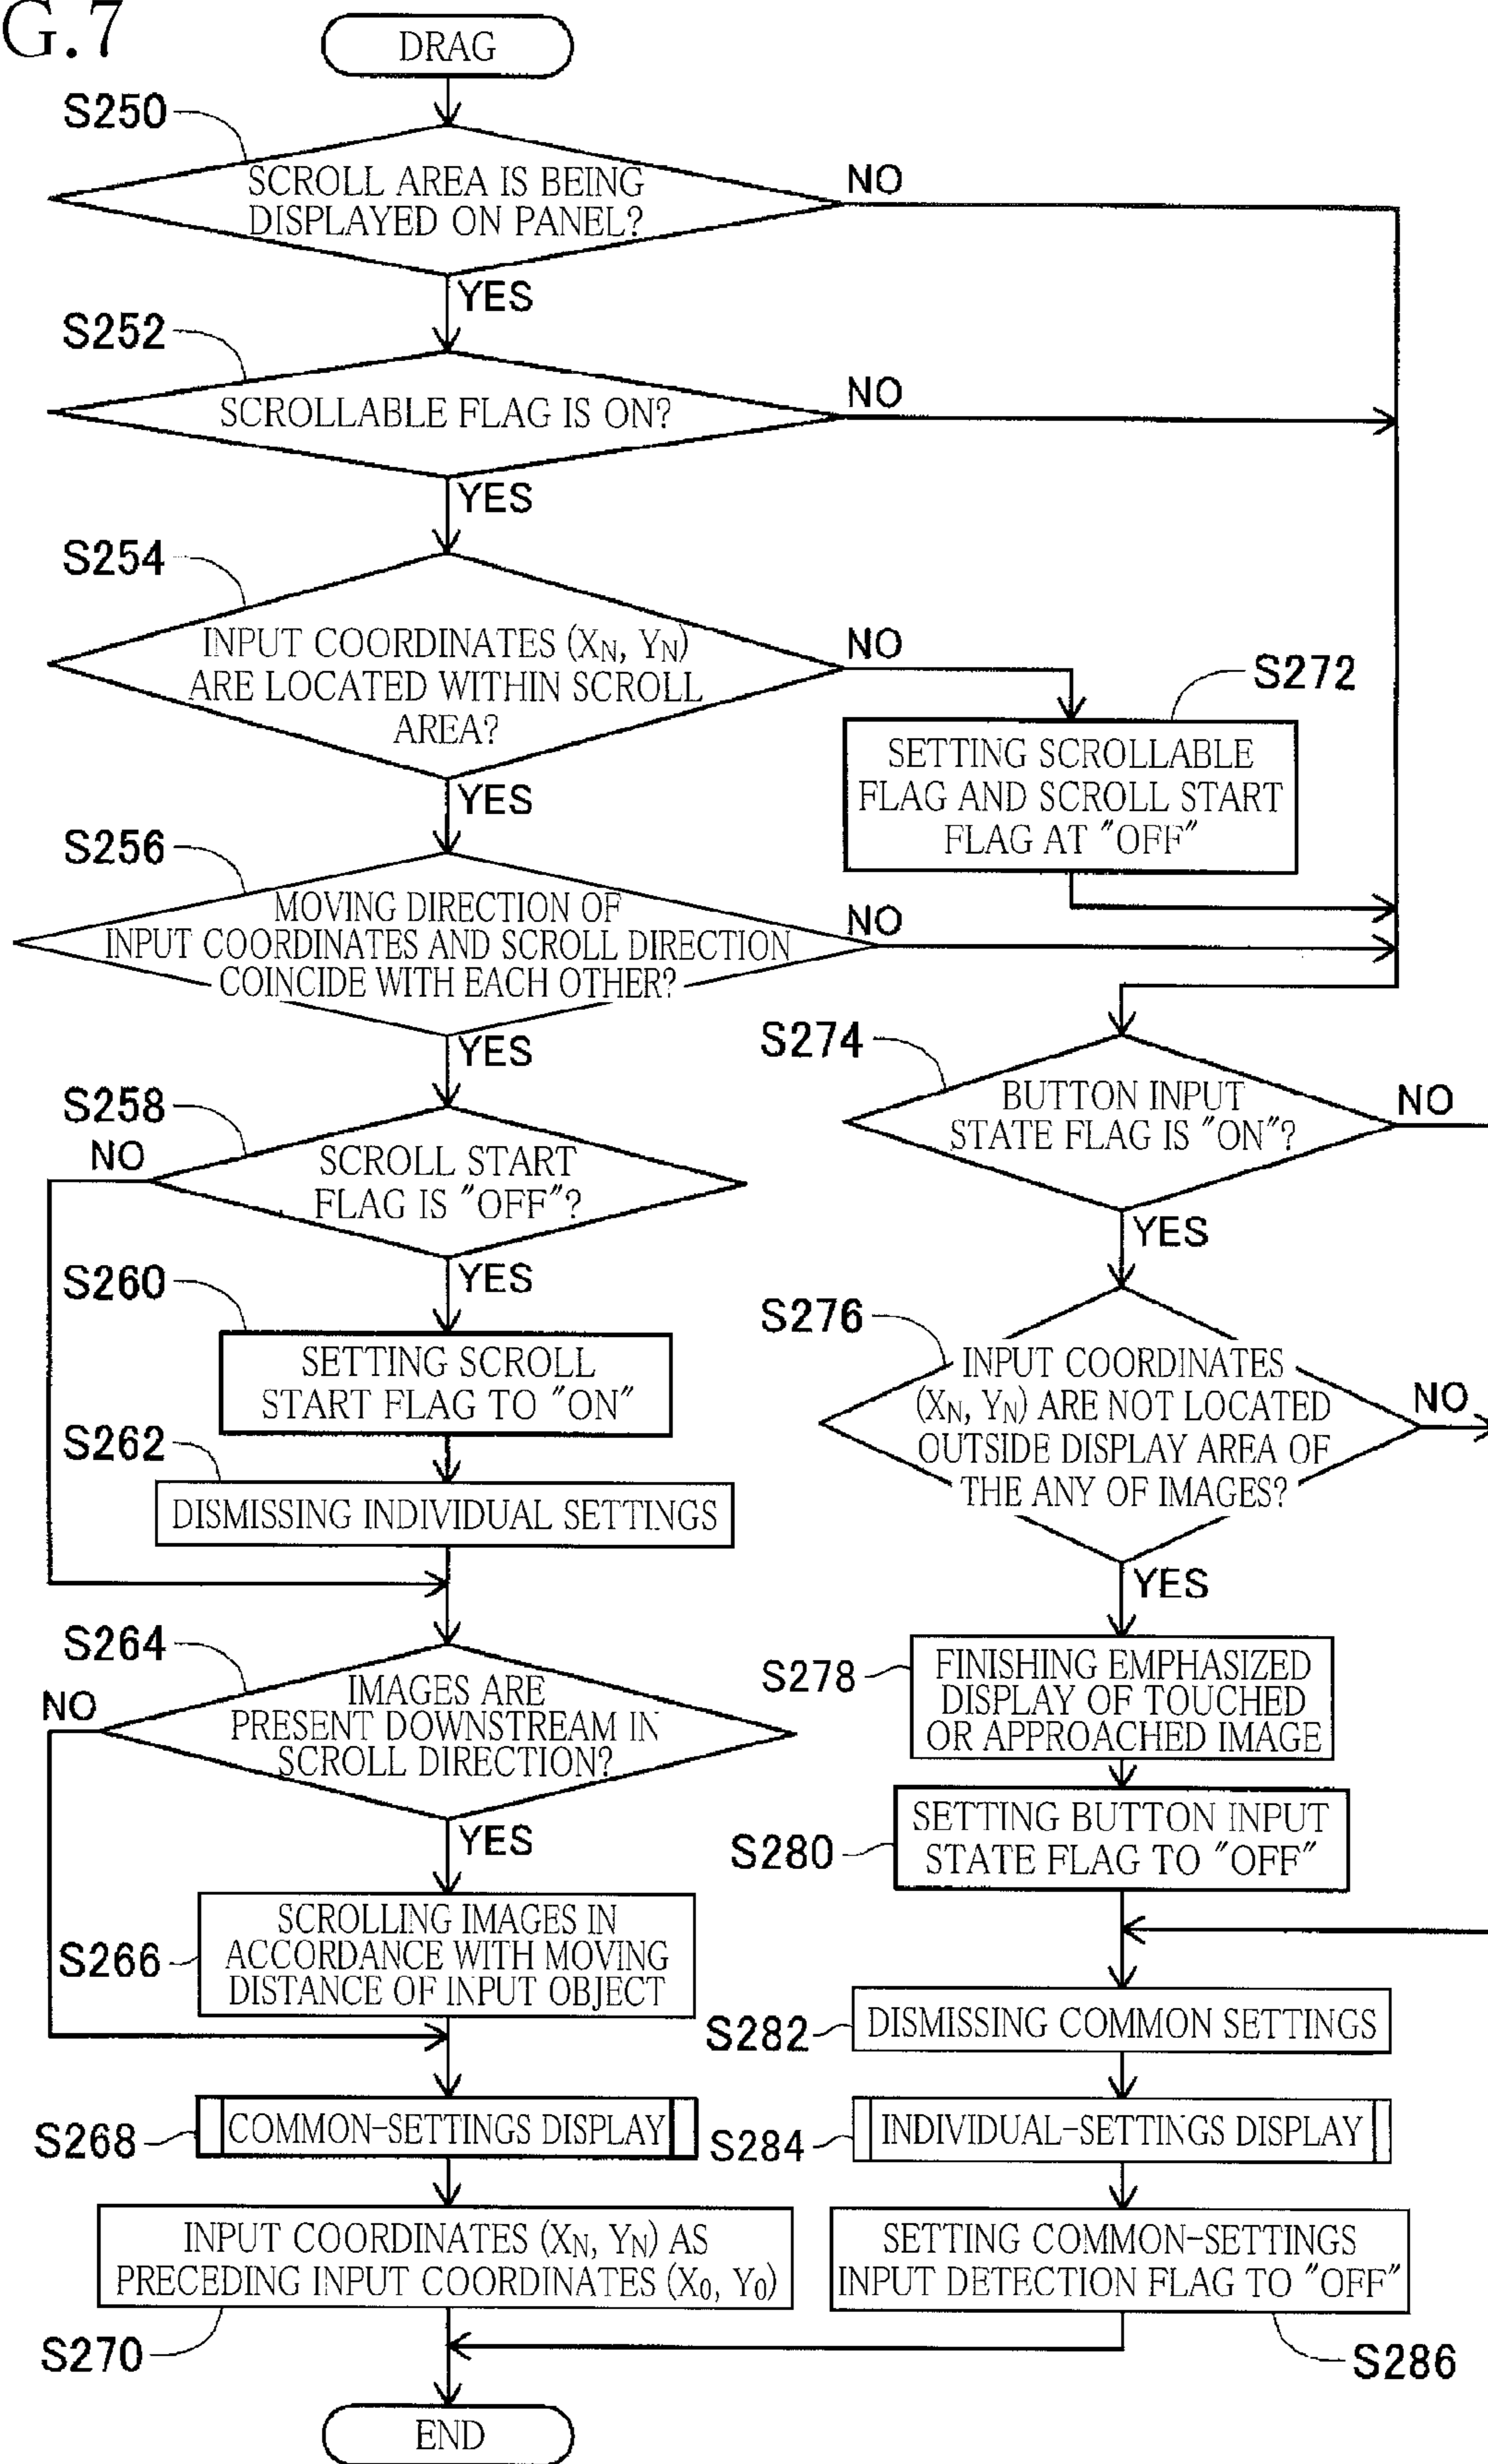 G.7
DRAG
S250
SCROLL AREA IS BEING
DISPLAYED ON PANEL?
NO
YES
S252
SCROLLABLE FLAG IS ON?
NO
YES
S254
INPUT COORDINATES (XN, YN)
ARE LOCATED WITHIN SCROLL
AREA?
NO
YES
S272
SETTING SCROLLABLE
FLAG AND SCROLL START
FLAG AT "OFF"
S256
MOVING DIRECTION OF
INPUT COORDINATES AND SCROLL DIRECTION
COINCIDE WITH EACH OTHER?
NO
YES
S258
SCROLL START
FLAG IS "OFF"?
NO
YES
S260
SETTING SCROLL
START FLAG TO "ON"
S262
DISMISSING INDIVIDUAL SETTINGS
S264
IMAGES ARE
PRESENT DOWNSTREAM IN
SCROLL DIRECTION?
NO
YES
S266
SCROLLING IMAGES IN
ACCORDANCE WITH MOVING
DISTANCE OF INPUT OBJECT
S268
COMMON-SETTINGS DISPLAY
INPUT COORDINATES (XN, YN) AS
PRECEDING INPUT COORDINATES (X0, Y0)
S270
S274
BUTTON INPUT
STATE FLAG IS "ON"?
NO
YES
S276
INPUT COORDINATES
(XN, YN) ARE NOT LOCATED
OUTSIDE DISPLAY AREA OF
THE ANY OF IMAGES?
NO
YES
S278
FINISHING EMPHASIZED
DISPLAY OF TOUCHED
OR APPROACHED IMAGE
S280
SETTING BUTTON INPUT
STATE FLAG TO "OFF"
S282
DISMISSING COMMON SETTINGS
S284
INDIVIDUAL-SETTINGS DISPLAY
SETTING COMMON-SETTINGS
INPUT DETECTION FLAG TO "OFF"
S286
END